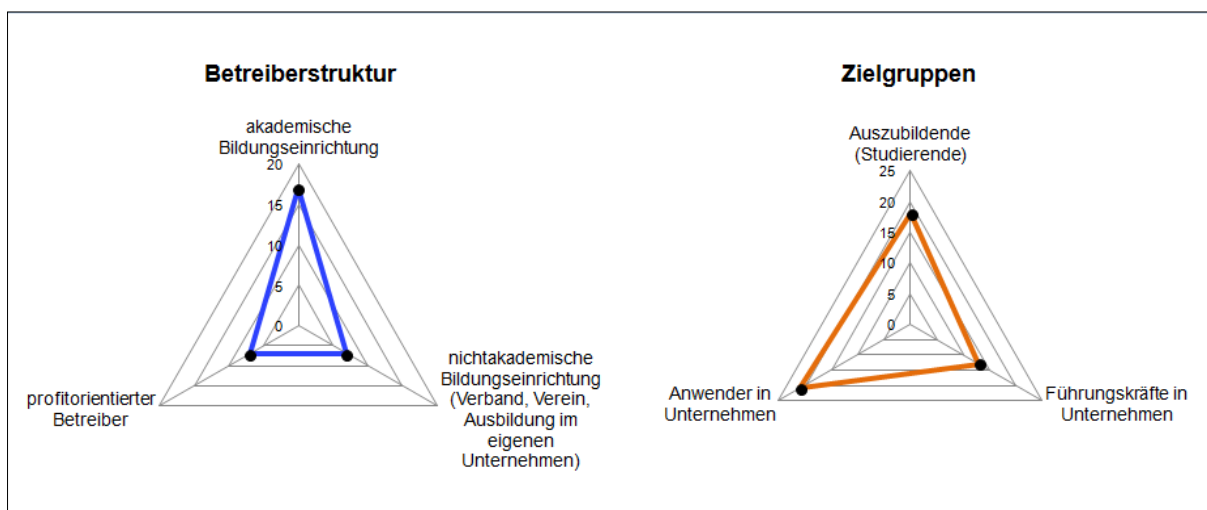 Betreiberstruktur
akademische
Bildungseinrichtung
20
15
10
5
0
profitorientierter
Betreiber
nichtakademische
Bildungseinrichtung
(Verband, Verein,
Ausbildung im
eigenen
Unternehmen)
Zielgruppen
Auszubildende
(Studierende)
25
20
15
10
5
0
Anwender in
Unternehmen
Führungskräfte in
Unternehmen